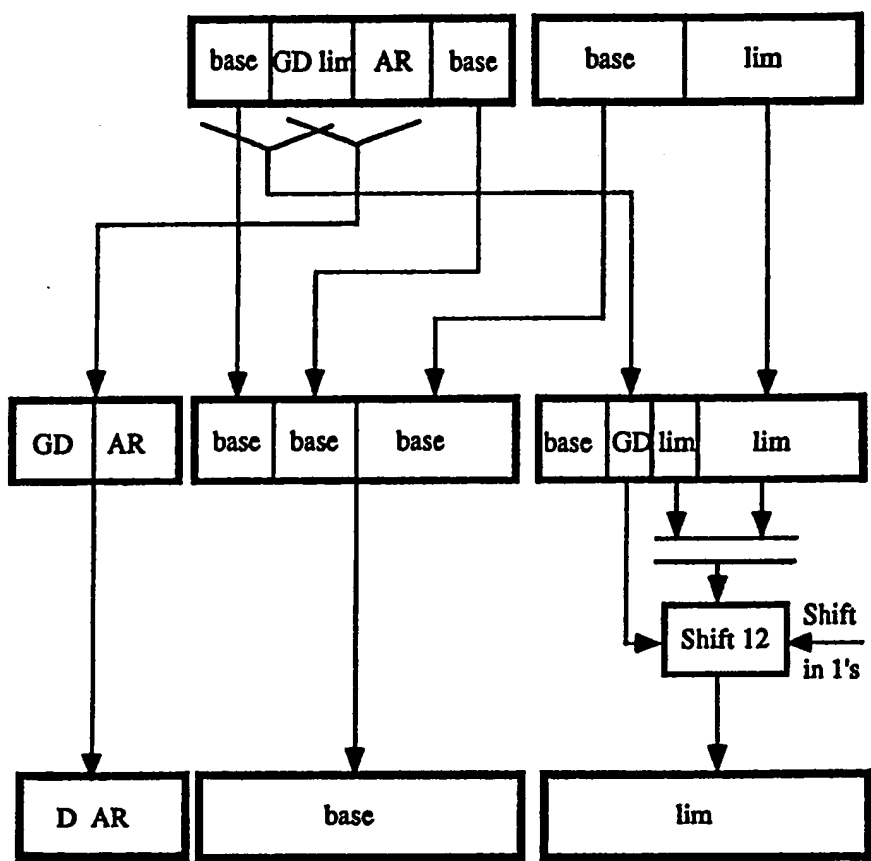 base GD lim AR base base lim
GD AR base base base base GD lim lim
Shift
Shift 12
in 1's
D AR base lim